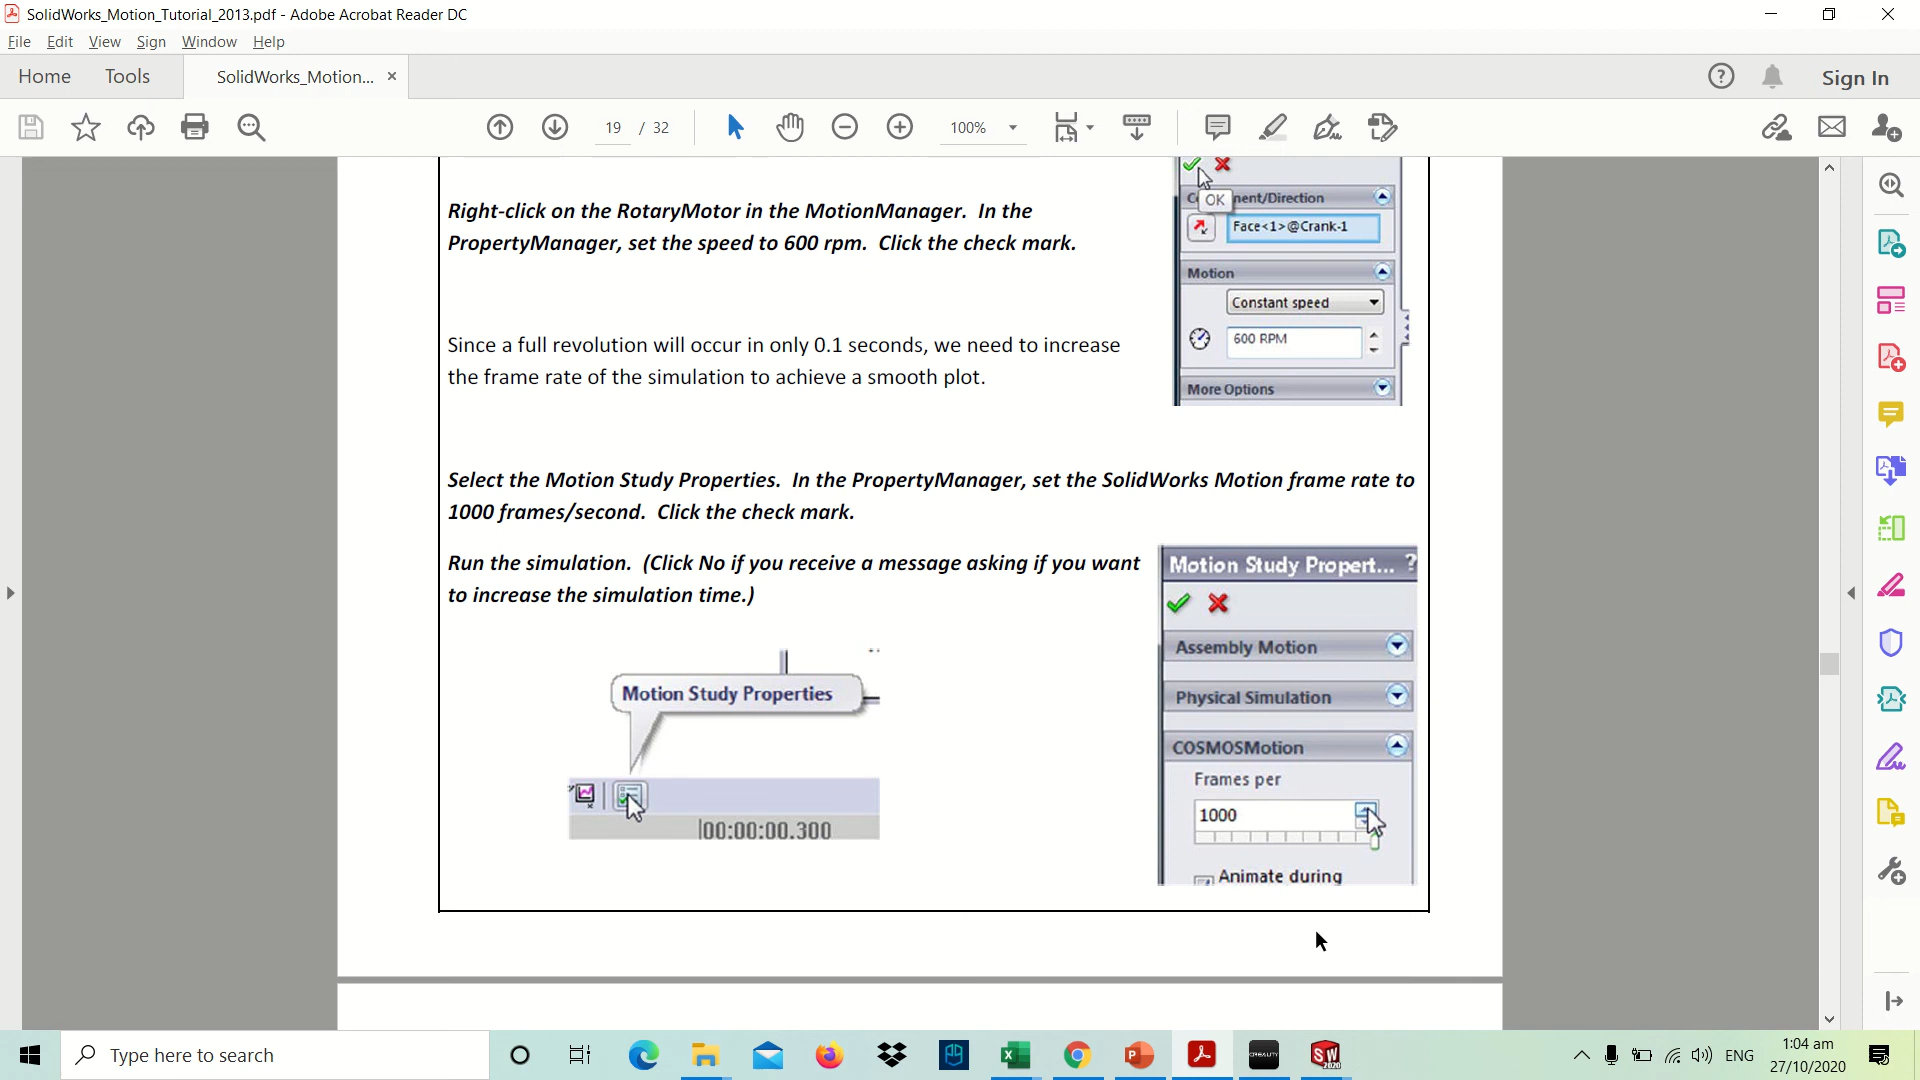 SolidWorks_Motion_Tutorial_2013.pdf - Adobe Acrobat Reader DC
File Edit View Sign Window Help
Home Tools SolidWorks_Motion... × Sign In
19 / 32 100%
OK
Component/Direction
Face<1>@Crank-1
Motion
Constant speed
600 RPM
More Options
Right-click on the RotaryMotor in the MotionManager. In the
PropertyManager, set the speed to 600 rpm. Click the check mark.
Since a full revolution will occur in only 0.1 seconds, we need to increase
the frame rate of the simulation to achieve a smooth plot.
Select the Motion Study Properties. In the PropertyManager, set the SolidWorks Motion frame rate to
1000 frames/second. Click the check mark.
Run the simulation. (Click No if you receive a message asking if you want
to increase the simulation time.)
Motion Study Properties
00:00:00.300
Motion Study Propert... ?
Assembly Motion
Physical Simulation
COSMOSMotion
Frames per
1000
Animate during
Type here to search
CREALITY
SW
2020
ENG
1:04 am
27/10/2020